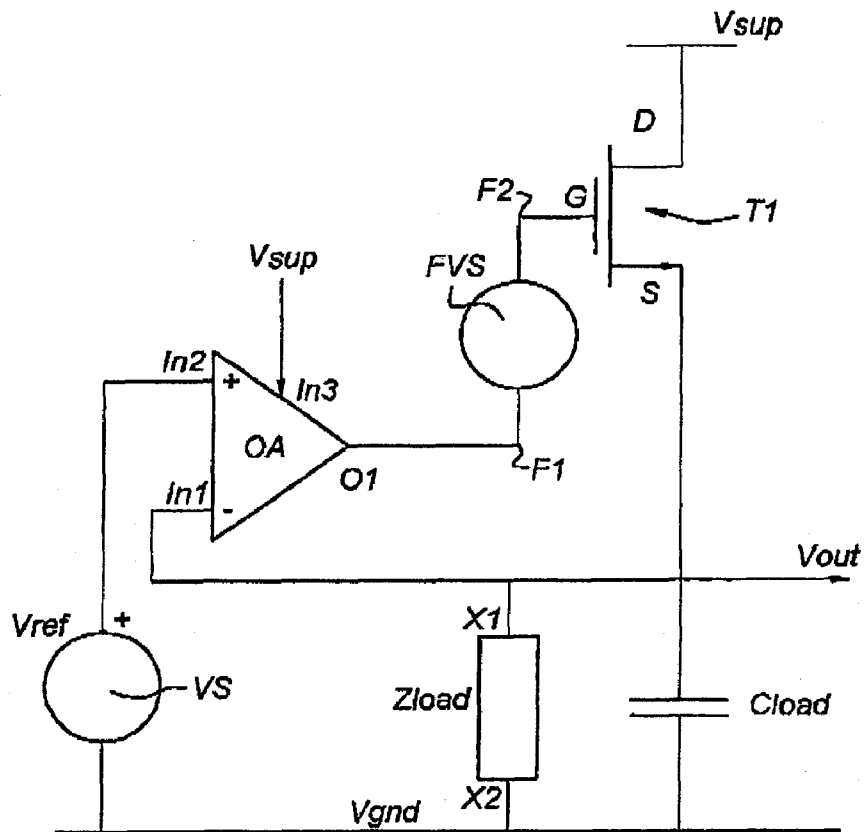 Vsup
D
F2
G
T1
Vsup
FVS
S
In2
+
In3
OA
O1
F1
In1
-
Vout
Vref
+
X1
VS
Zload
Cload
X2
Vgnd